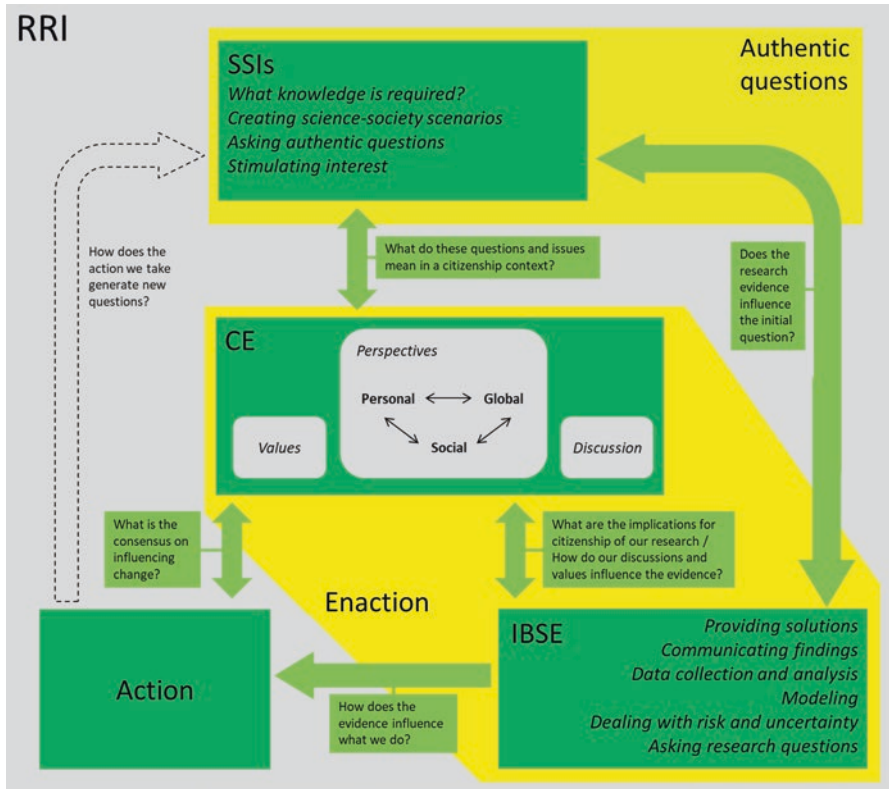 RRI
Authentic
questions
SSIs
What knowledge is required?
Creating science-society scenarios
Asking authentic questions
Stimulating interest
How does the
action we take
generate new
questions?
What do these questions and issues
mean in a citizenship context?
Does the
research
evidence
influence
the initial
question?
CE
Perspectives
Personal
Global
Social
Values
Discussion
What is the
consensus on
influencing
change?
What are the implications for
citizenship of our research /
How do our discussions and
values influence the evidence?
Enaction
Action
How does the
evidence influence
what we do?
IBSE
Providing solutions
Communicating findings
Data collection and analysis
Modeling
Dealing with risk and uncertainty
Asking research questions